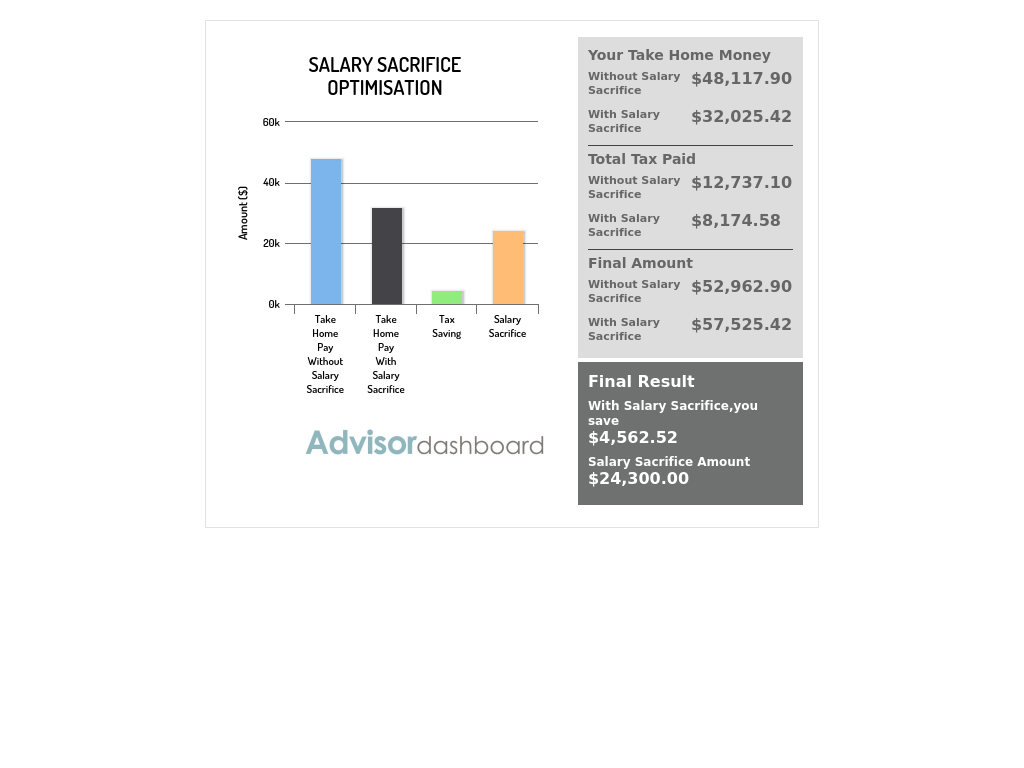 SALARY SACRIFICE
OPTIMISATION
60k
40k
20k
0k
Amount ($)
Take
Home
Pay
Without
Salary
Sacrifice
Take
Home
Pay
With
Salary
Sacrifice
Tax
Saving
Salary
Sacrifice
Advisordashboard
Your Take Home Money
Without Salary
Sacrifice
$48,117.90
With Salary
Sacrifice
$32,025.42
Total Tax Paid
Without Salary
Sacrifice
$12,737.10
With Salary
Sacrifice
$8,174.58
Final Amount
Without Salary
Sacrifice
$52,962.90
With Salary
Sacrifice
$57,525.42
Final Result
With Salary Sacrifice,you
save
$4,562.52
Salary Sacrifice Amount
$24,300.00